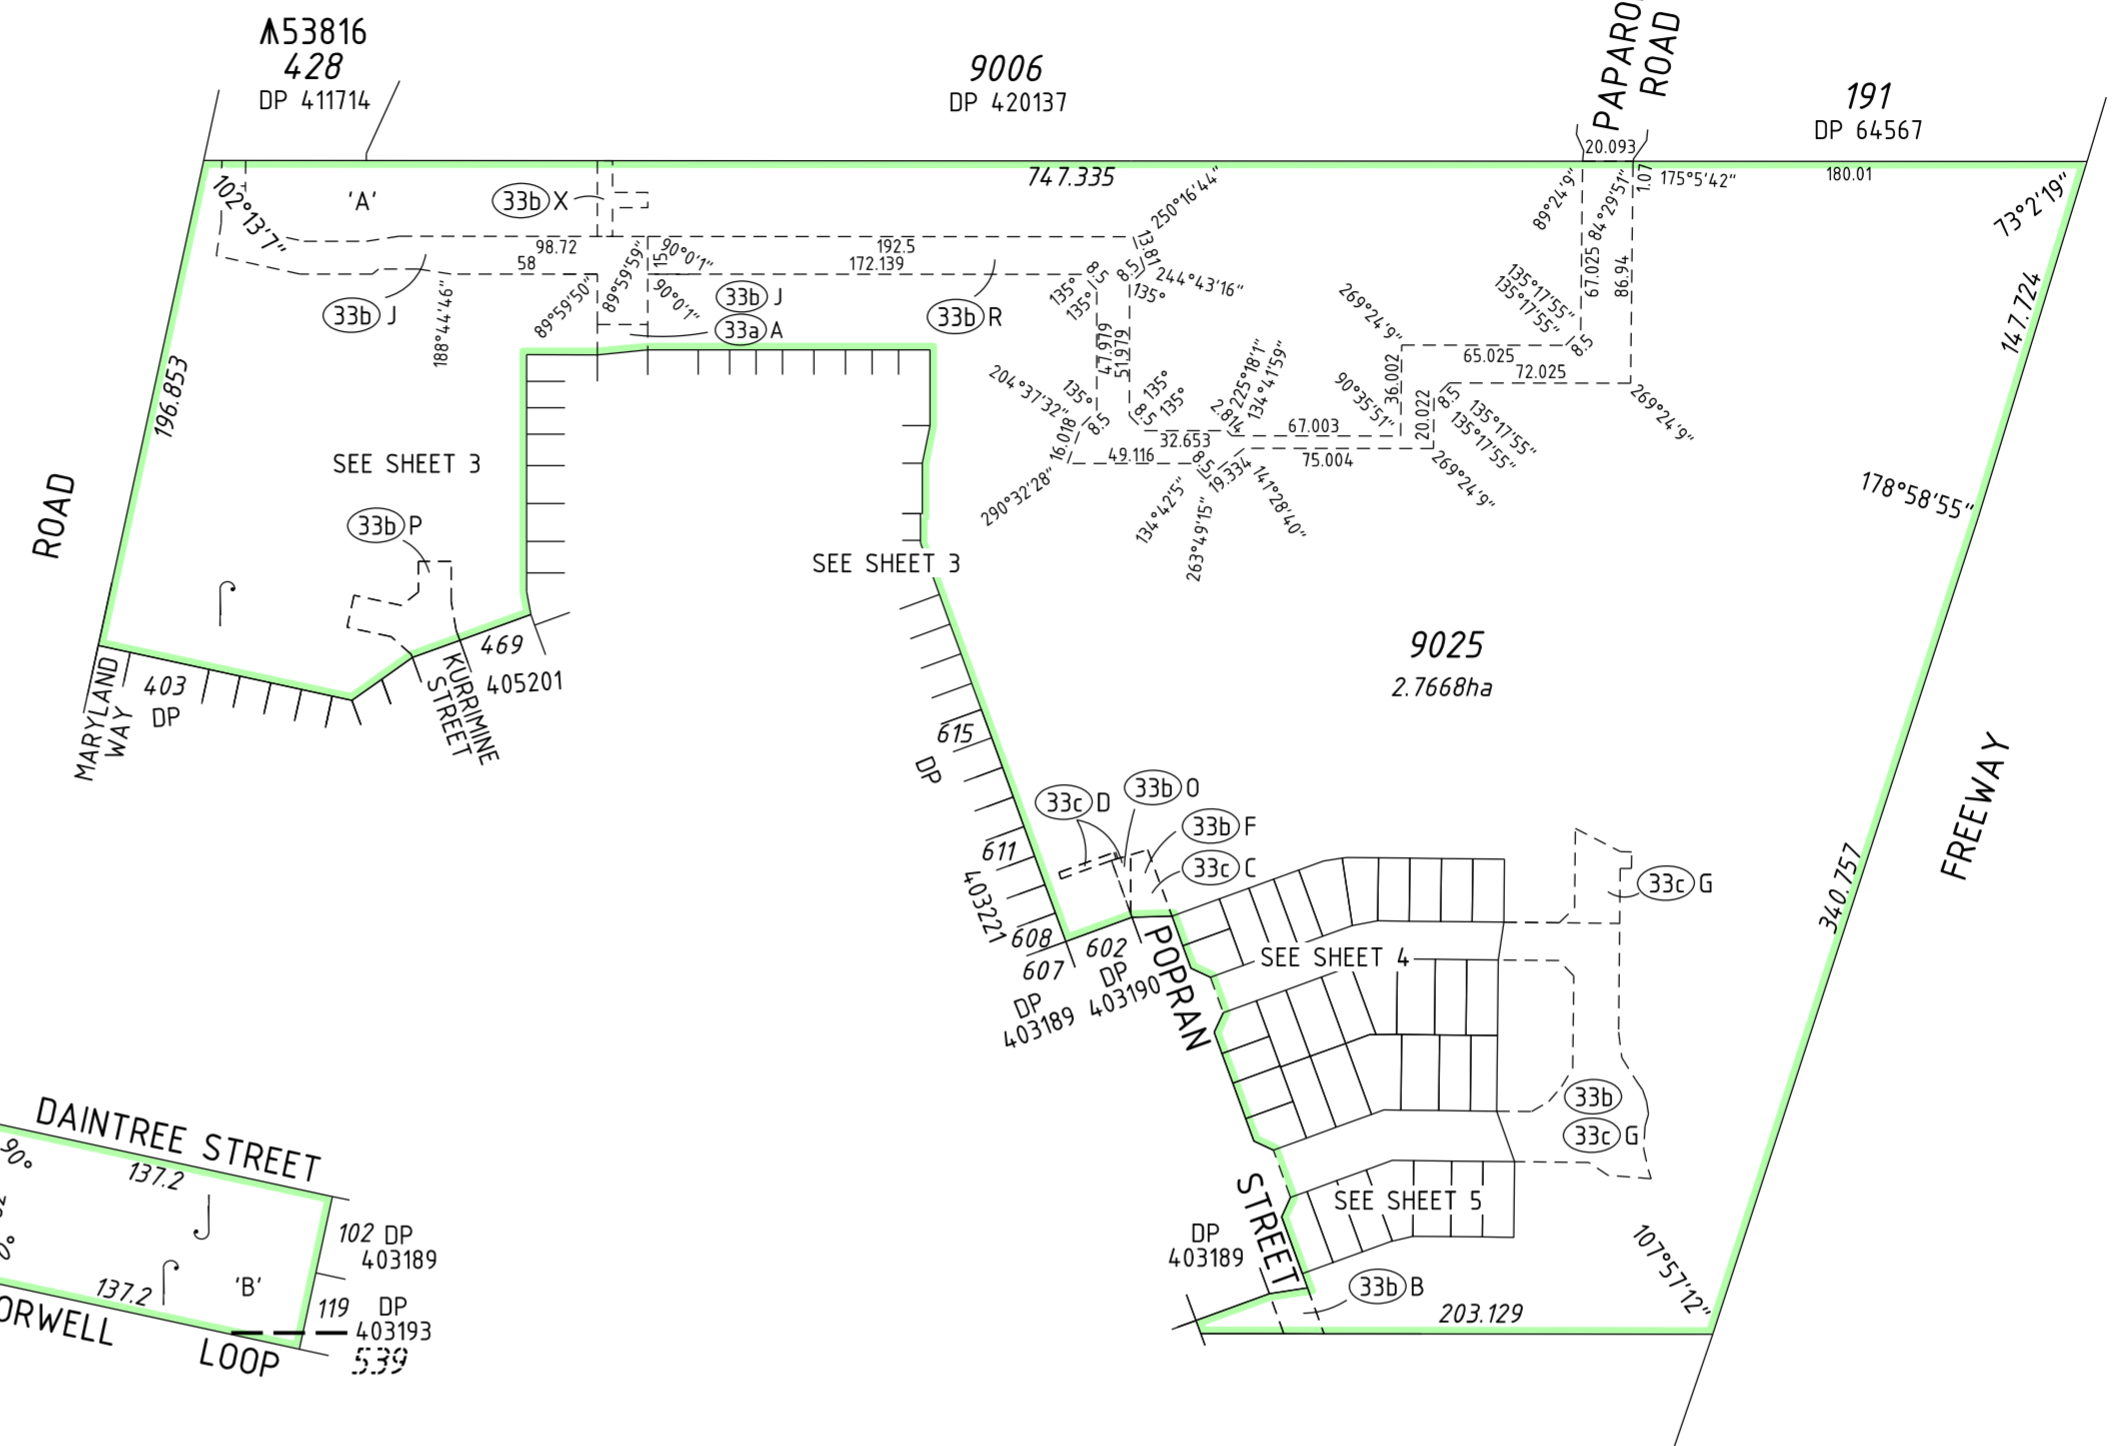 ⩚53816
428
DP 411714
9006
DP 420137
ROAD
191
DP 64567
20.093
747.335
180.01
175°5'42"
1.07
73°2'19"
102°13'7"
'A'
33b X
250°16'44"
89°24'9"
84°29'51"
98.72
58
89°59'59"
15
90°0'1"
192.5
172.139
13.81
8.5
8.5
244°43'16"
135°
135°
135°
67.025
86.94
135°17'55"
135°17'55"
8.5
33b J
188°44'46"
89°59'50"
90°0'1"
33b J
33a A
33b R
269°24'9"
147.724
196.853
47.979
51.979
65.025
72.025
36.002
204°37'32"
135°
8.5
135°
135°
8.5
225°18'1"
134°41'59"
2.814
90°35'51"
20.022
8.5
135°17'55"
135°17'55"
269°24'9"
16.018
32.653
67.003
49.116
8.5
19.334
75.004
290°32'28"
134°42'5"
263°49'15"
141°28'40"
269°24'9"
178°58'55"
SEE SHEET 3
ROAD
33b P
SEE SHEET 3
9025
2.7668ha
469
405201
KURRIMINE
STREET
403
DP
MARYLAND
WAY
615
DP
611
403221
608
607
602
DP
403189
DP
403190
33c D
33b O
33b F
33c C
POPRAN
STREET
SEE SHEET 4
33c G
340.757
FREEWAY
33b
33c G
SEE SHEET 5
DP
403189
33b B
203.129
107°57'12"
DAINTREE STREET
90°
137.2
102 DP
403189
137.2
'B'
119 DP
403193
539
ORWELL
LOOP